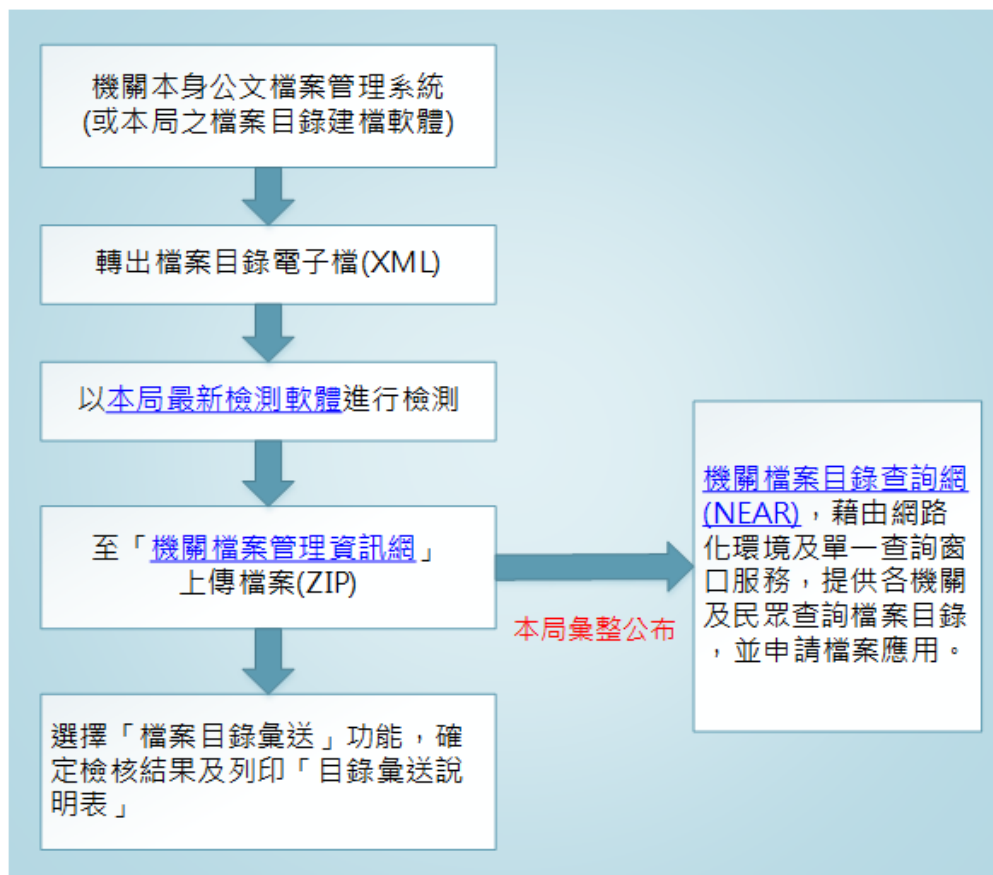 機關本身公文檔案管理系統
(或本局之檔案目錄建檔軟體)
轉出檔案目錄電子檔(XML)
以本局最新檢測軟體進行檢測
至「機關檔案管理資訊網」
上傳檔案(ZIP)
選擇「檔案目錄彙送」功能，確
定檢核結果及列印「目錄彙送說
明表」
本局彙整公布
機關檔案目錄查詢網
(NEAR)，藉由網路
化環境及單一查詢窗
口服務，提供各機關
及民眾查詢檔案目錄
，並申請檔案應用。